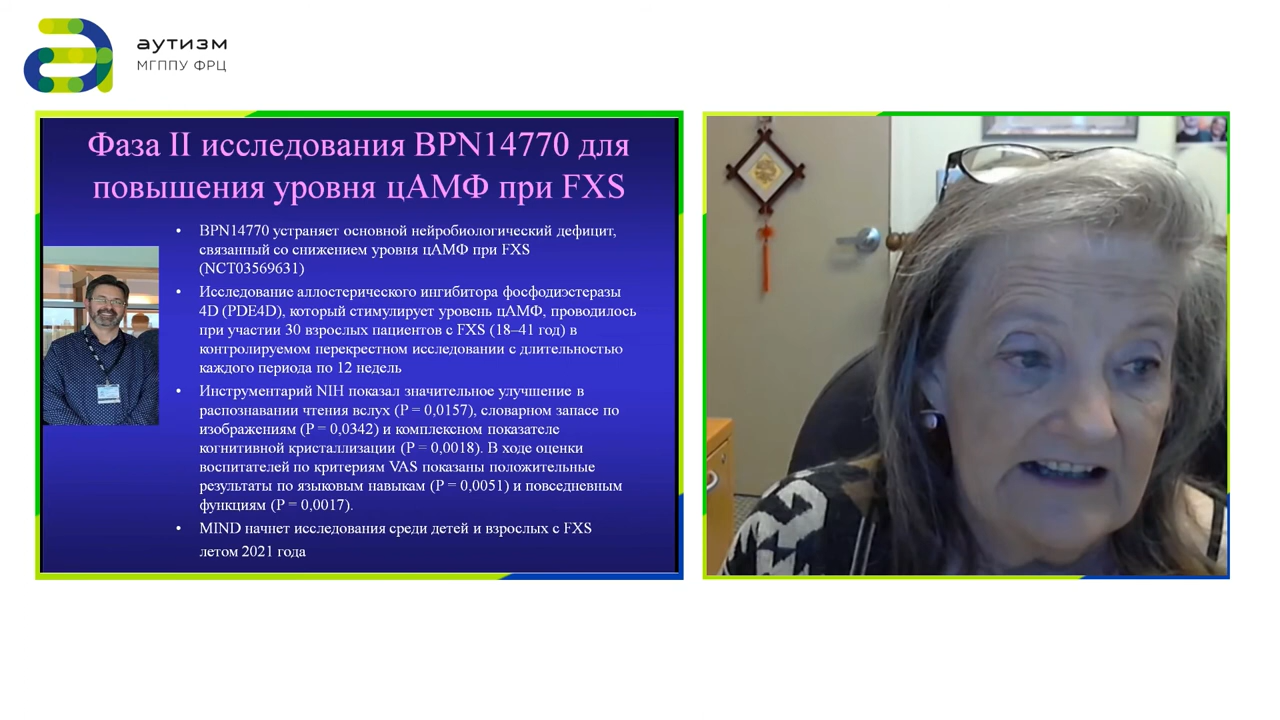 аутизм
МГППУ ФРЦ
Фаза II исследования BPN14770 для
повышения уровня цАМФ при FXS
• BPN14770 устраняет основной нейробиологический дефицит,
связанный со снижением уровня цАМФ при FXS
(NCT03569631)
• Исследование аллостерического ингибитора фосфодиэстеразы
4D (PDE4D), который стимулирует уровень цАМФ, проводилось
при участии 30 взрослых пациентов с FXS (18–41 год) в
контролируемом перекрестном исследовании с длительностью
каждого периода по 12 недель
• Инструментарий NIH показал значительное улучшение в
распознавании чтения вслух (P = 0,0157), словарном запасе по
изображениям (P = 0,0342) и комплексном показателе
когнитивной кристаллизации (P = 0,0018). В ходе оценки
воспитателей по критериям VAS показаны положительные
результаты по языковым навыкам (P = 0,0051) и повседневным
функциям (P = 0,0017).
• MIND начнет исследования среди детей и взрослых с FXS
летом 2021 года